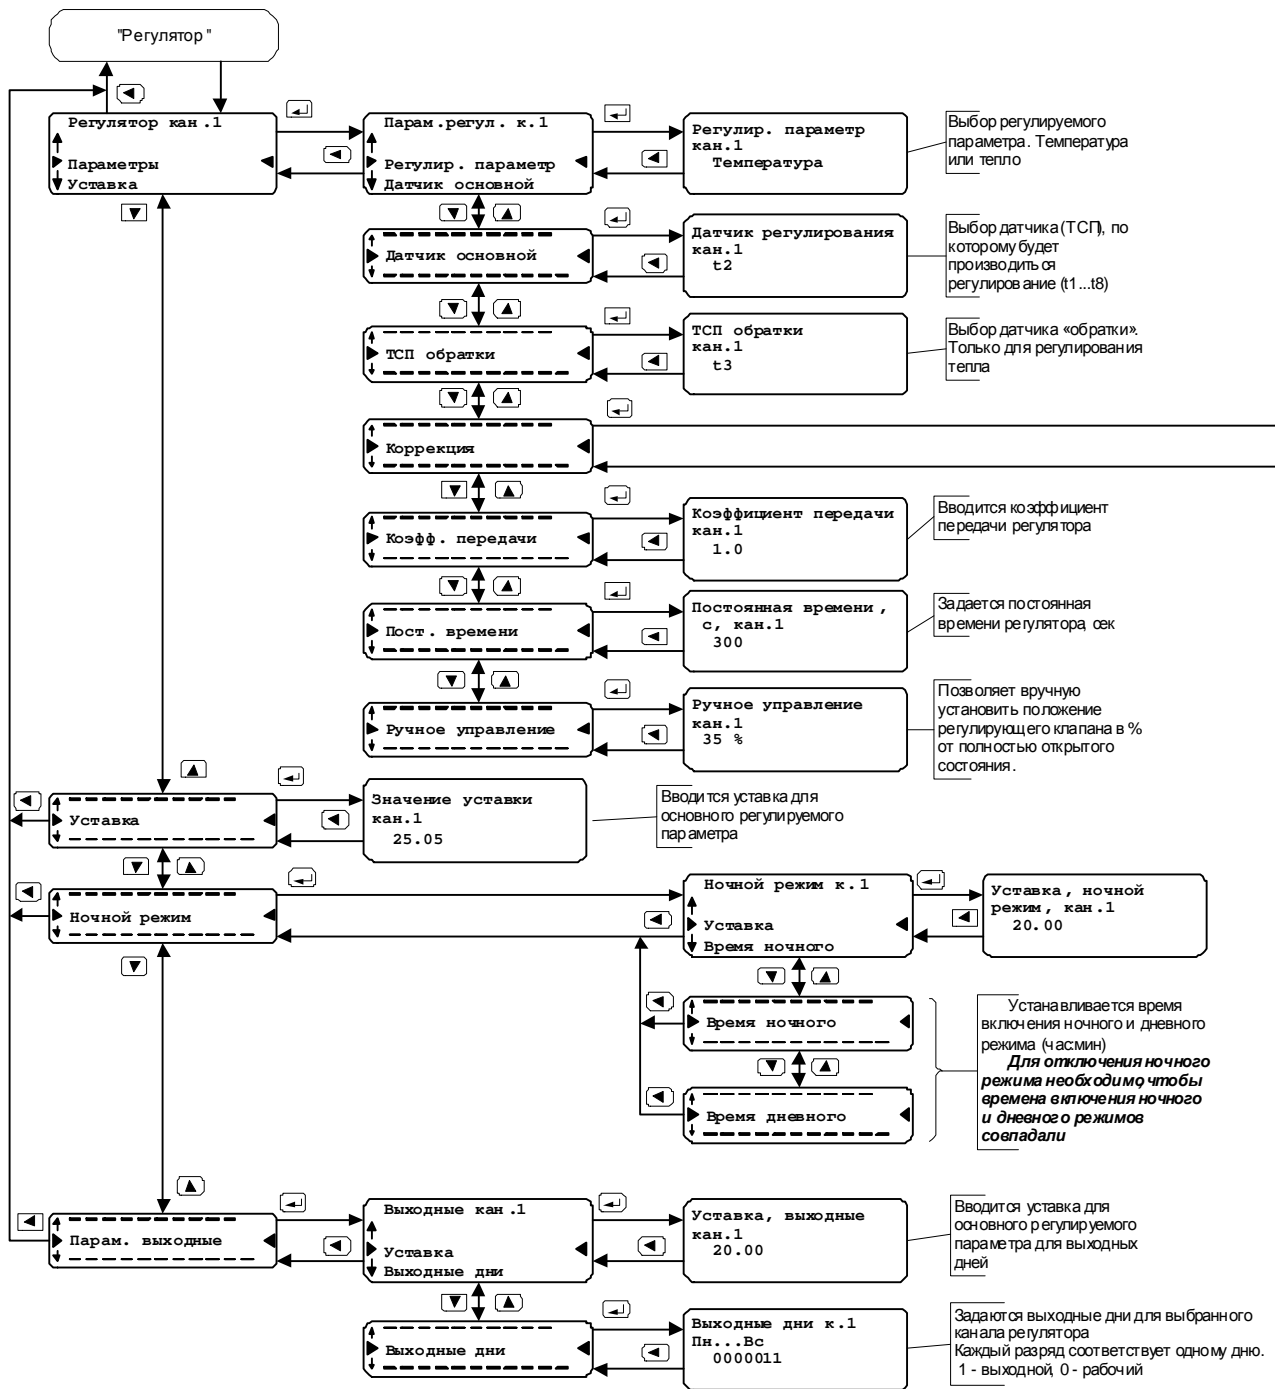 "Регулятор"
Регулятор кан.1
Параметры
Уставка
Парам.регул. к.1
Регулир. параметр
Датчик основной
Регулир. параметр
кан.1
Температура
Выбор регулируемого
параметра. Температура
или тепло
Датчик основной
Датчик регулирования
кан.1
t2
Выбор датчика (ТСП), по
которому будет
производиться
регулирование (t1...t8)
ТСП обратки
ТСП обратки
кан.1
t3
Выбор датчика «обратки».
Только для регулирования
тепла
Коррекция
Коэфф. передачи
Коэффициент передачи
кан.1
1.0
Вводится коэффициент
передачи регулятора
Пост. времени
Постоянная времени,
с, кан.1
300
Задается постоянная
времени регулятора, сек
Ручное управление
Ручное управление
кан.1
35 %
Позволяет вручную
установить положение
регулирующего клапана в %
от полностью открытого
состояния.
Уставка
Значение уставки
кан.1
25.05
Вводится уставка для
основного регулируемого
параметра
Ночной режим
Ночной режим к.1
Уставка
Время ночного
Уставка, ночной
режим, кан.1
20.00
Время ночного
Время дневного
Устанавливается время
включения ночного и дневного
режима (час:мин)
Для отключения ночного
режима необходимо, чтобы
времена включения ночного
и дневного режимов
совпадали
Парам. выходные
Выходные кан.1
Уставка
Выходные дни
Уставка, выходные
кан.1
20.00
Вводится уставка для
основного регулируемого
параметра для выходных
дней
Выходные дни
Выходные дни к.1
Пн...Вс
0000011
Задаются выходные дни для выбранного
канала регулятора
Каждый разряд соответствует одному дню.
1 - выходной, 0 - рабочий